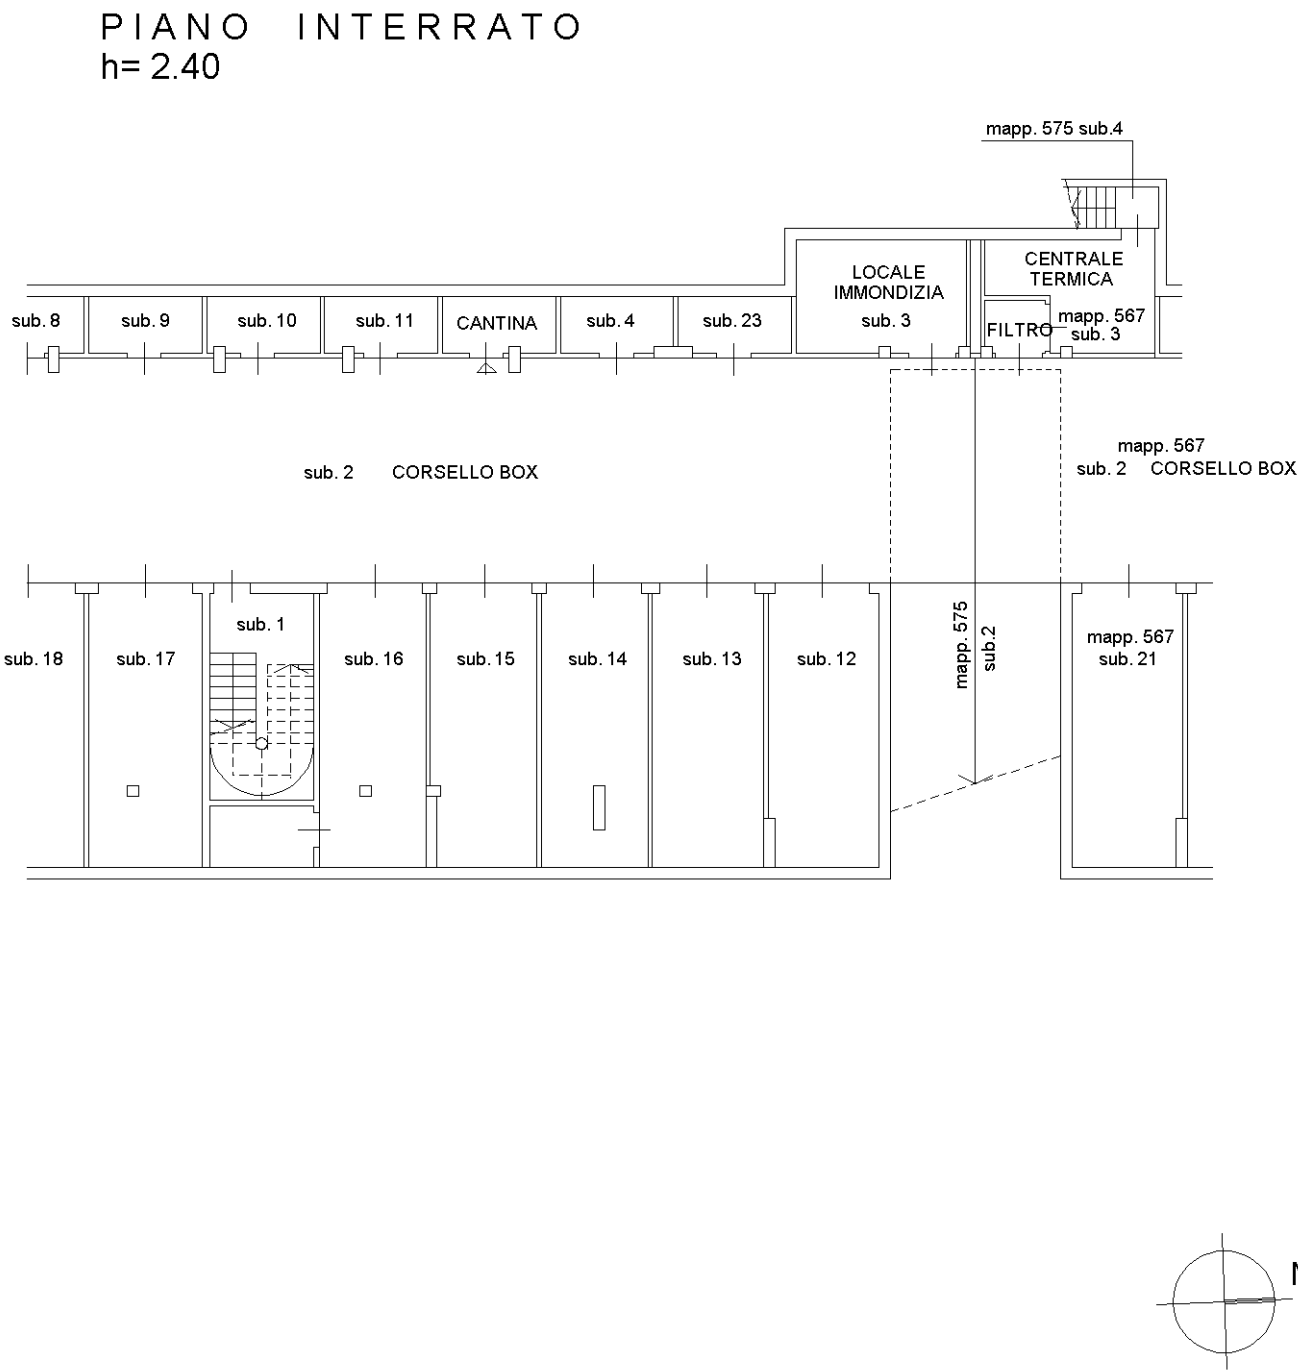 PIANO INTERRATO
h= 2.40
mapp. 575 sub.4
LOCALE
IMMONDIZIA
sub. 3
CENTRALE
TERMICA
mapp. 567
sub. 3
FILTRO
sub. 8
sub. 9
sub. 10
sub. 11
CANTINA
sub. 4
sub. 23
sub. 2 CORSELLO BOX
mapp. 567
sub. 2 CORSELLO BOX
sub. 18
sub. 17
sub. 1
sub. 16
sub. 15
sub. 14
sub. 13
sub. 12
mapp. 575
sub.2
mapp. 567
sub. 21